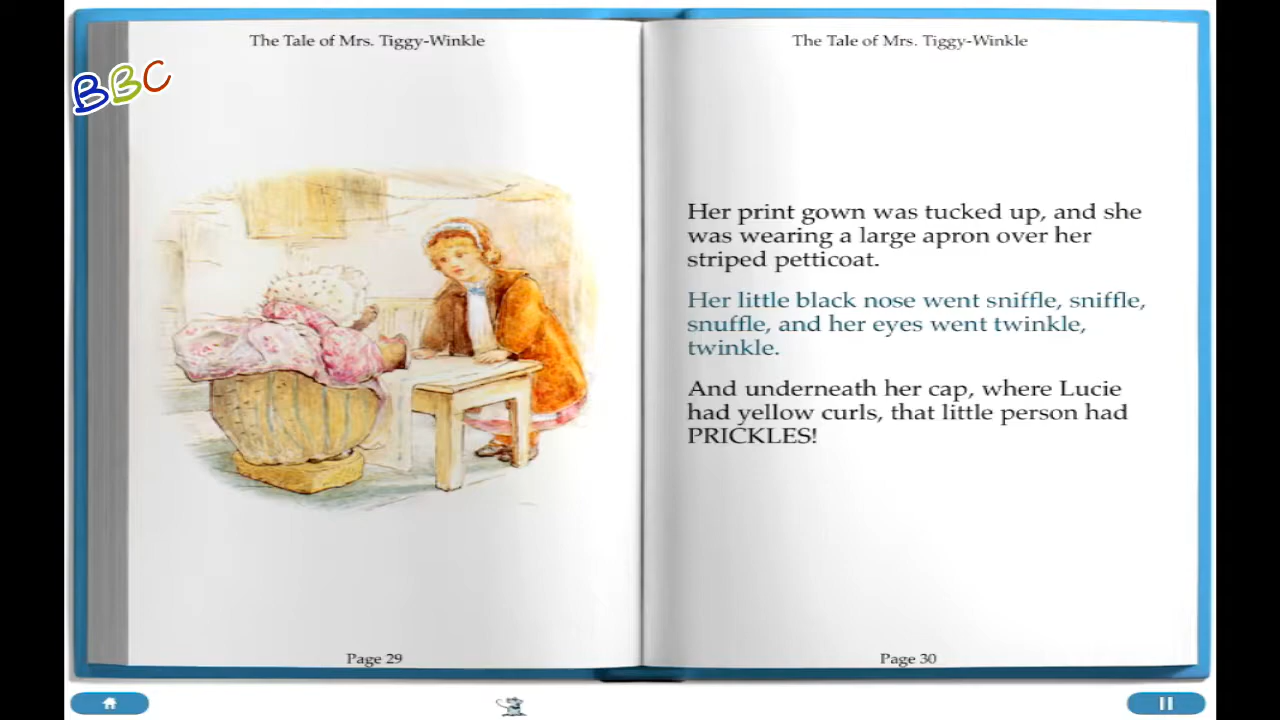 The Tale of Mrs. Tiggy-Winkle
BBC
Page 29
The Tale of Mrs. Tiggy-Winkle
Her print gown was tucked up, and she
was wearing a large apron over her
striped petticoat.
Her little black nose went sniffle, sniffle,
snuffle, and her eyes went twinkle,
twinkle.
And underneath her cap, where Lucie
had yellow curls, that little person had
PRICKLES!
Page 30